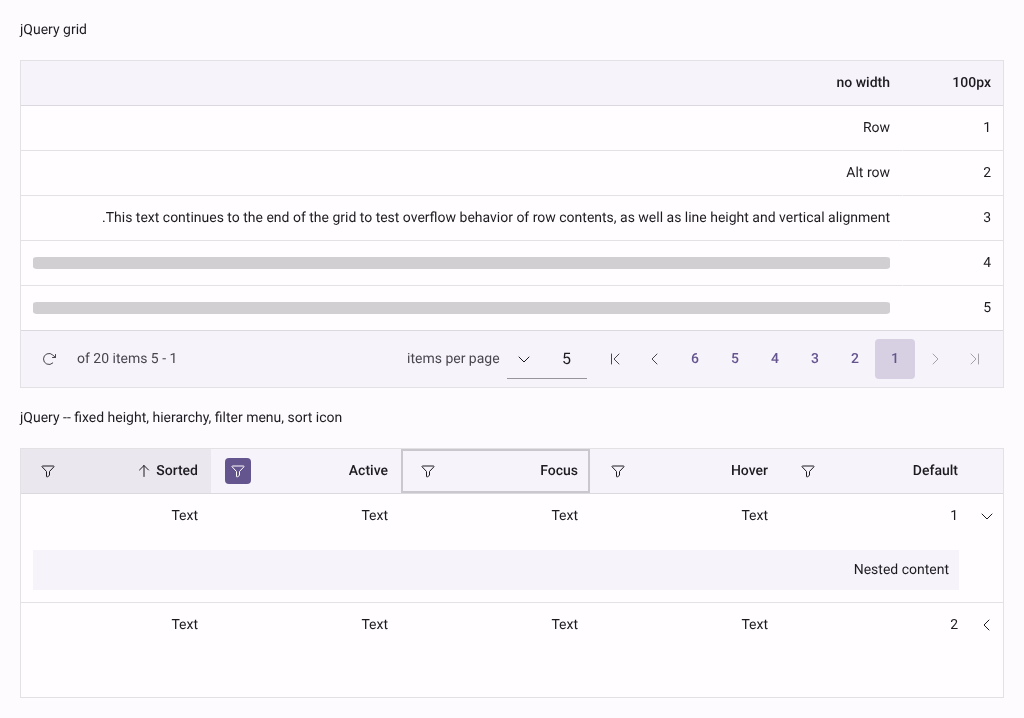 jQuery grid
100px no width
1 Row
2 Alt row
3 .This text continues to the end of the grid to test overflow behavior of row contents, as well as line height and vertical alignment
4
5
1 2 3 4 5 6 5 items per page of 20 items 5 - 1
jQuery -- fixed height, hierarchy, filter menu, sort icon
Default Hover Focus Active Sorted
1 Text Text Text Text
Nested content
2 Text Text Text Text